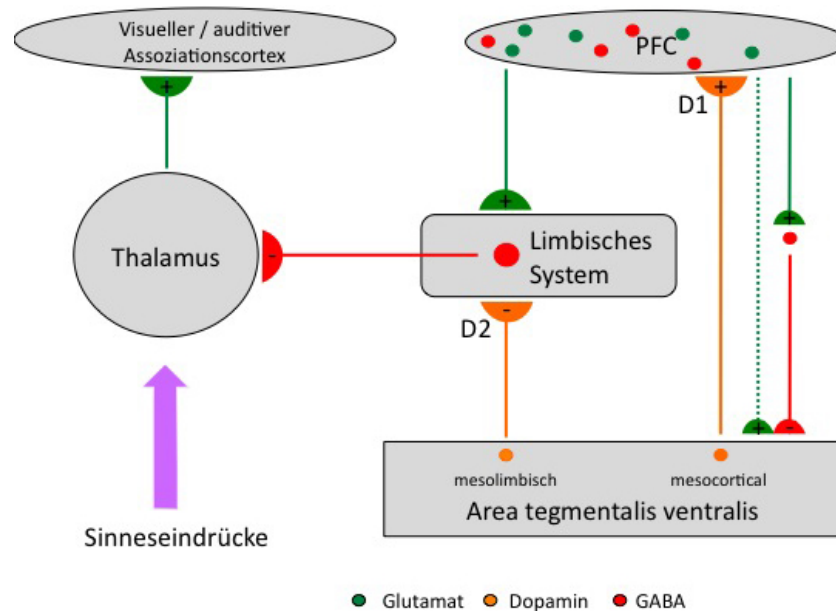 Visueller / auditiver
Assoziationscortex
PFC
+
+
D1
+
+
Thalamus
-
Limbisches
System
-
D2
+
-
mesolimbisch
mesocortical
Area tegmentalis ventralis
Sinneseindrücke
Glutamat
Dopamin
GABA